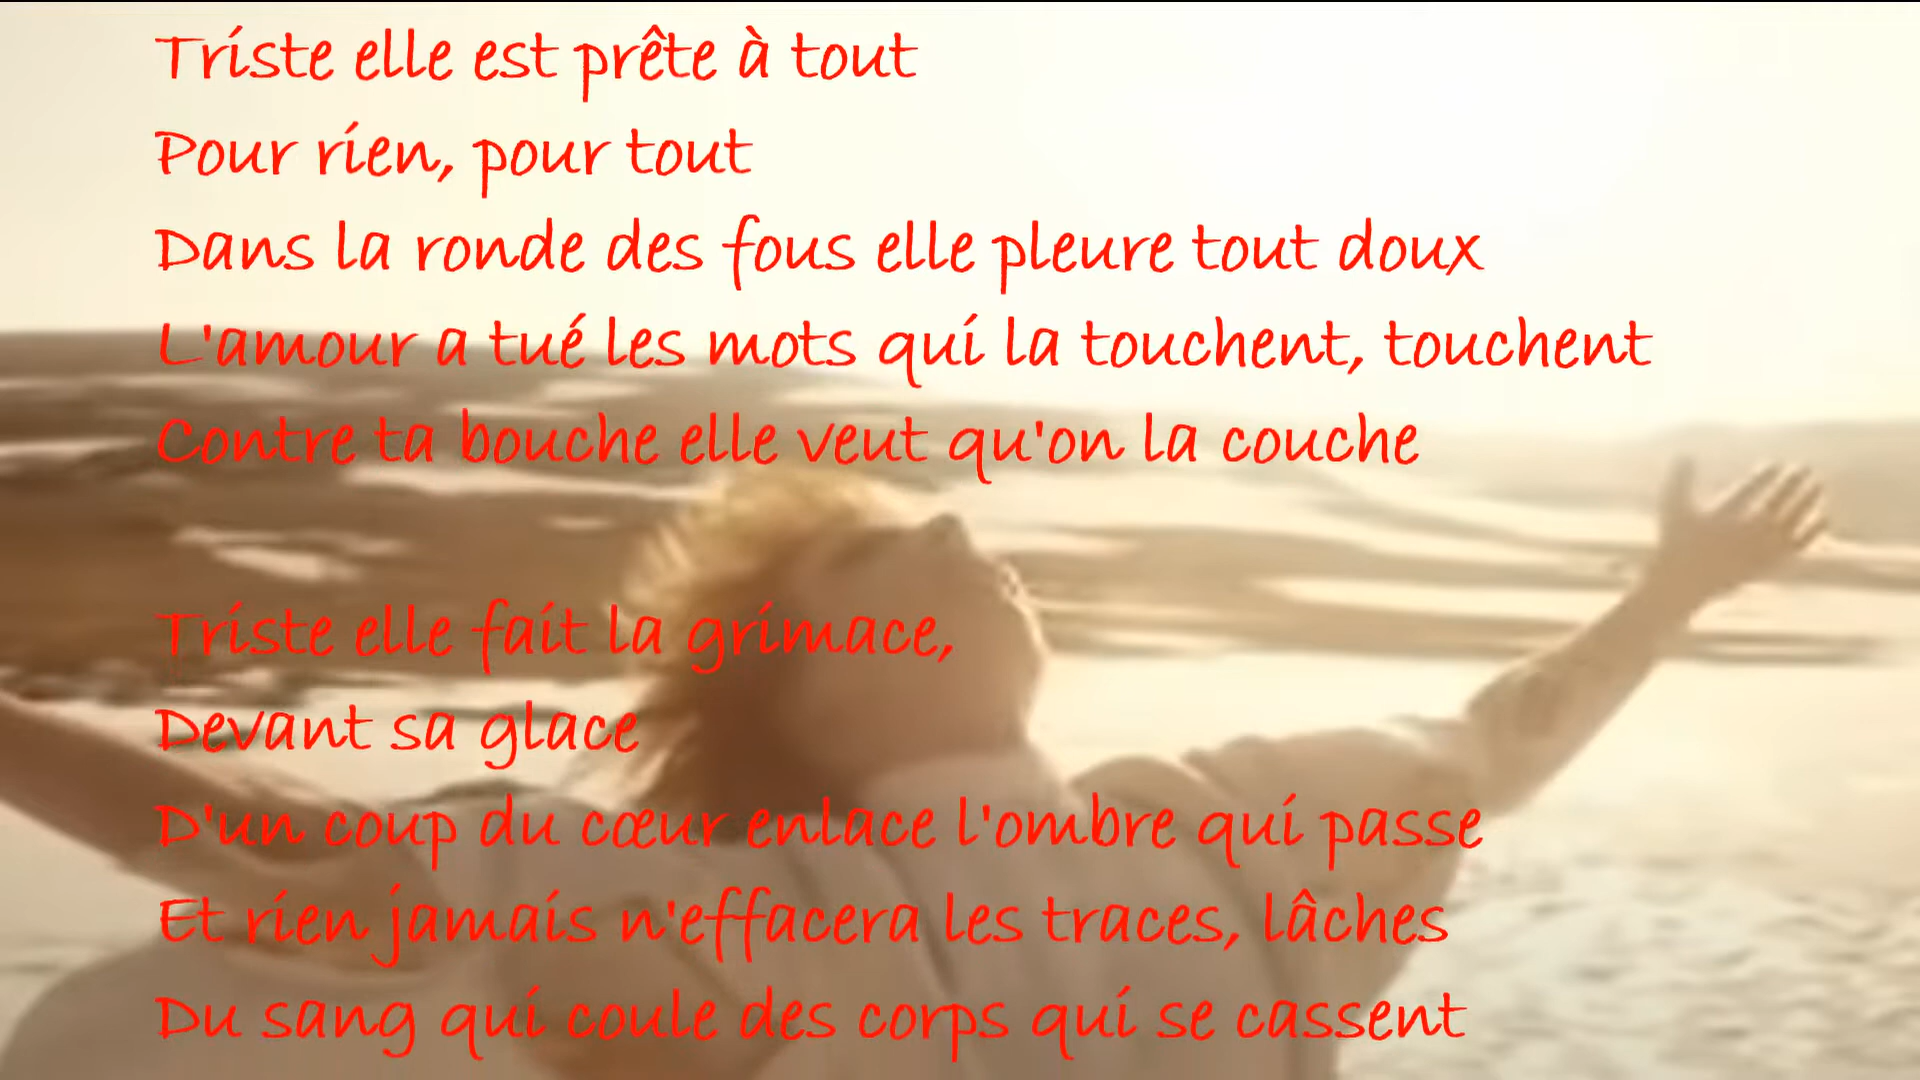 Triste elle est prête à tout
Pour rien, pour tout
Dans la ronde des fous elle pleure tout doux
L'amour a tué les mots qui la touchent, touchent
Contre ta bouche elle veut qu'on la couche
Triste elle fait la grimace,
Devant sa glace
D'un coup du cœur enlace l'ombre qui passe
Et rien jamais n'effacera les traces, lâches
Du sang qui coule des corps qui se cassent